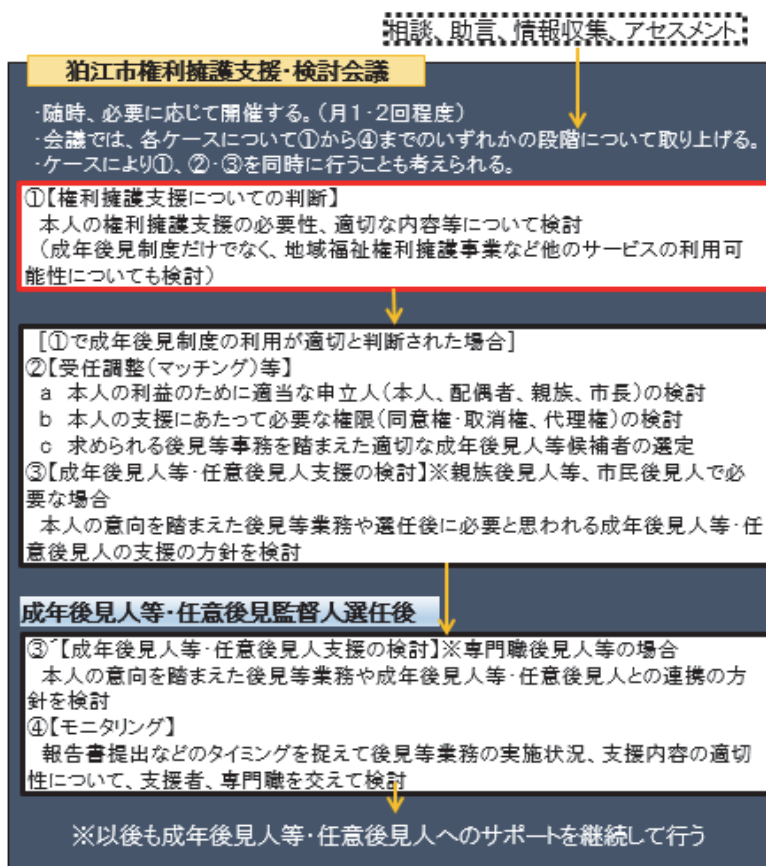 相談、助言、情報収集、アセスメント
狛江市権利擁護支援・検討会議
・随時、必要に応じて開催する。(月1・2回程度)
・会議では、各ケースについて①から④までのいずれかの段階について取り上げる。
・ケースにより①、②・③を同時に行うことも考えられる。
①【権利擁護支援についての判断】
本人の権利擁護支援の必要性、適切な内容等について検討
(成年後見制度だけでなく、地域福祉権利擁護事業など他のサービスの利用可
能性についても検討)
[①で成年後見制度の利用が適切と判断された場合]
②【受任調整(マッチング)等】
a 本人の利益のために適当な申立人(本人、配偶者、親族、市長)の検討
b 本人の支援にあたって必要な権限(同意権・取消権、代理権)の検討
c 求められる後見等事務を踏まえた適切な成年後見人等候補者の選定
③【成年後見人等・任意後見人支援の検討】※親族後見人等、市民後見人で必
要な場合
本人の意向を踏まえた後見等業務や選任後に必要と思われる成年後見人等・任
意後見人の支援の方針を検討
成年後見人等・任意後見監督人選任後
③´【成年後見人等・任意後見人支援の検討】※専門職後見人等の場合
本人の意向を踏まえた後見等業務や成年後見人等・任意後見人との連携の方
針を検討
④【モニタリング】
報告書提出などのタイミングを捉えて後見等業務の実施状況、支援内容の適切
性について、支援者、専門職を交えて検討
※以後も成年後見人等・任意後見人へのサポートを継続して行う